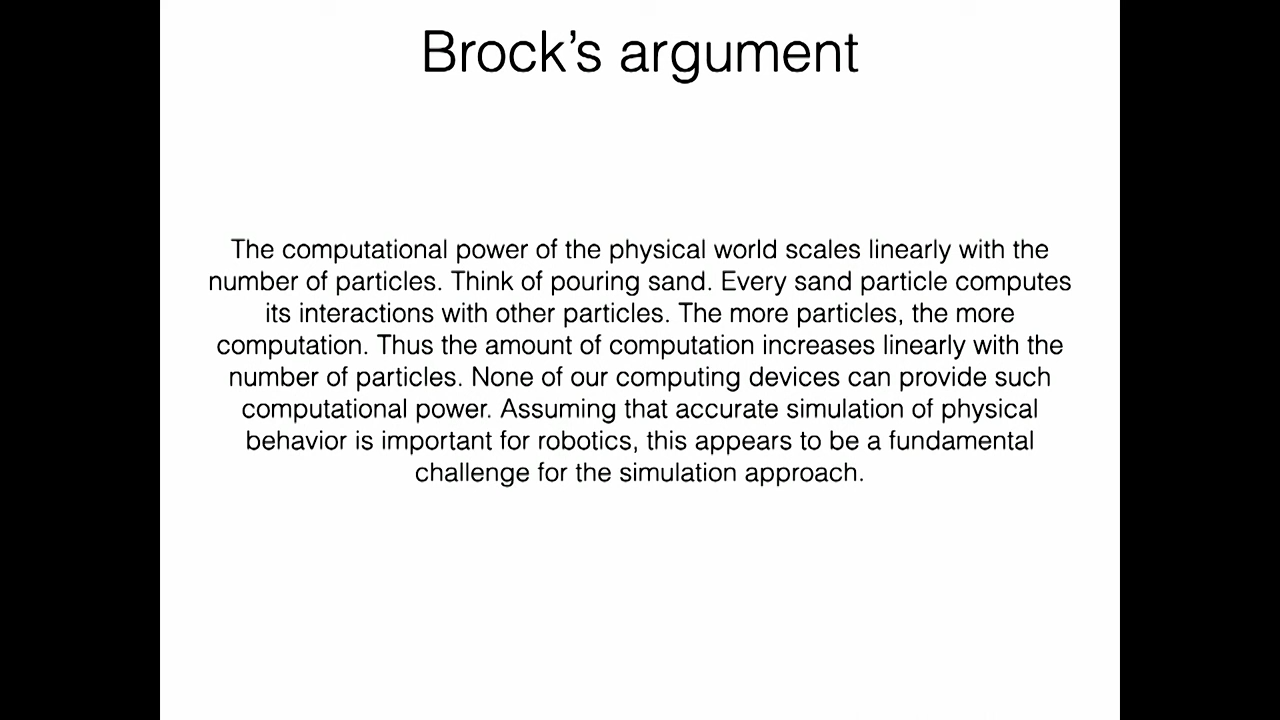 Brock’s argument
The computational power of the physical world scales linearly with the
number of particles. Think of pouring sand. Every sand particle computes
its interactions with other particles. The more particles, the more
computation. Thus the amount of computation increases linearly with the
number of particles. None of our computing devices can provide such
computational power. Assuming that accurate simulation of physical
behavior is important for robotics, this appears to be a fundamental
challenge for the simulation approach.